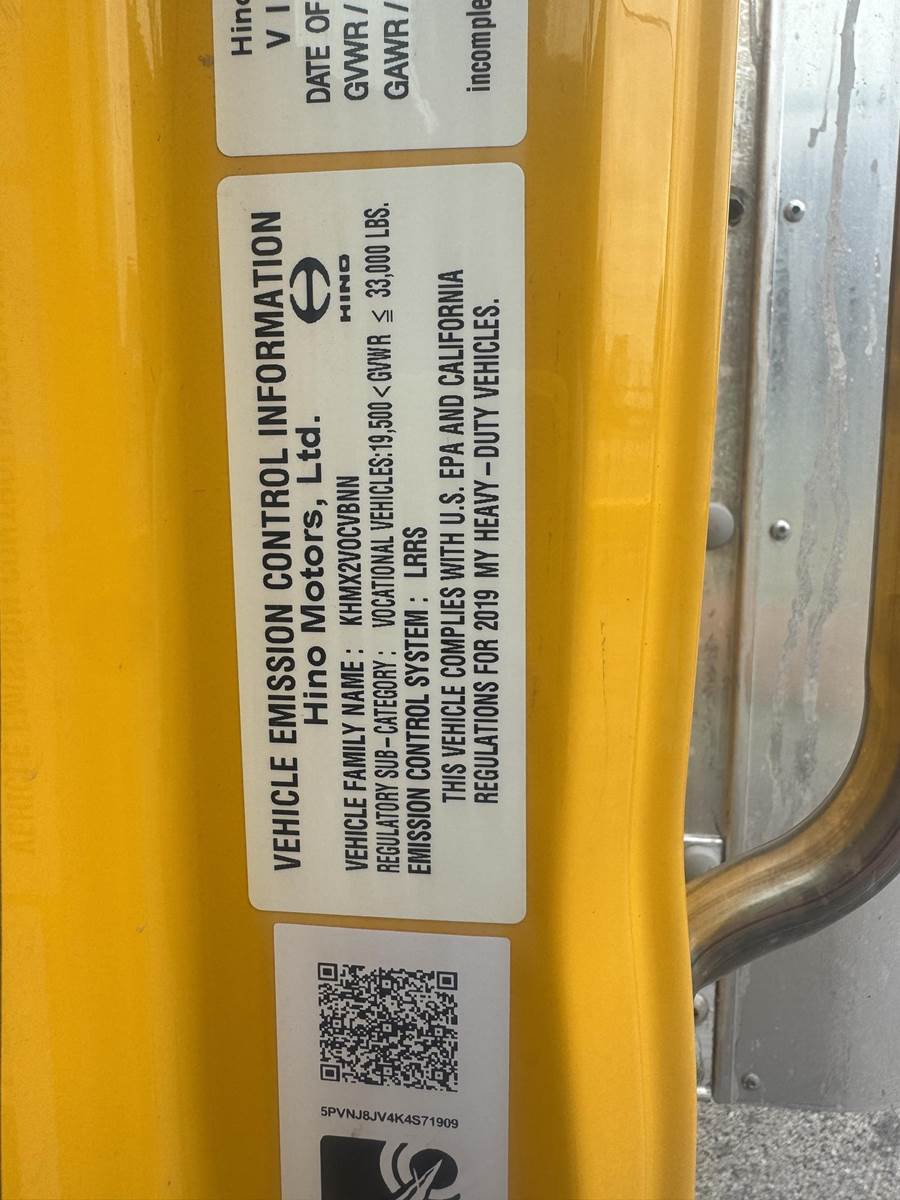 Hino
VI
DATE OF
GVWR /
GAWR /
incomple
VEHICLE EMISSION CONTROL INFORMATION
Hino Motors, Ltd.
HINO
VEHICLE FAMILY NAME : KHMX2VOCVBNN
REGULATORY SUB-CATEGORY : VOCATIONAL VEHICLES:19,500 < GVWR ≦ 33,000 LBS.
EMISSION CONTROL SYSTEM : LRRS
THIS VEHICLE COMPLIES WITH U.S. EPA AND CALIFORNIA
REGULATIONS FOR 2019 MY HEAVY-DUTY VEHICLES.
5PVNJ8JV4K4S71909